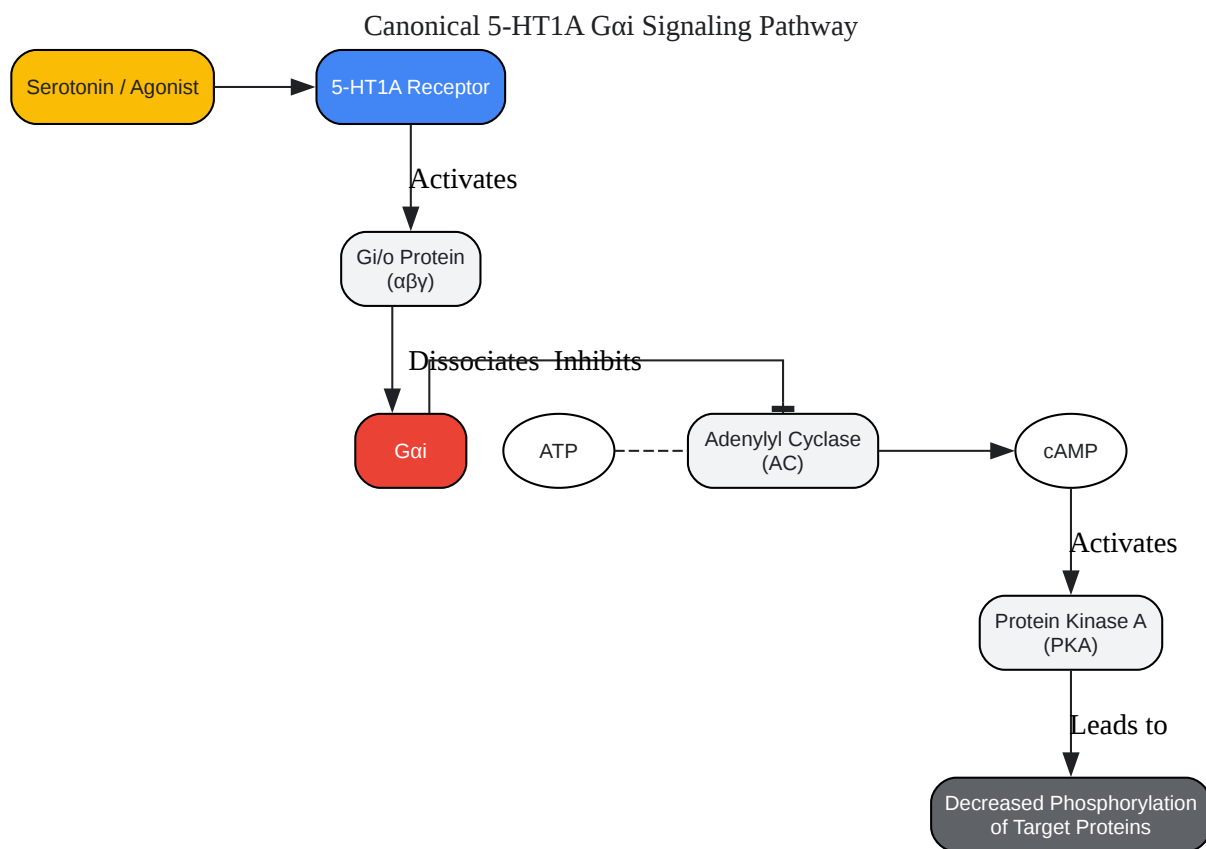 Canonical 5-HT1A Gαi Signaling Pathway
Serotonin / Agonist
5-HT1A Receptor
Activates
Gi/o Protein
(αβγ)
Dissociates
Inhibits
Gαi
ATP
Adenylyl Cyclase
(AC)
cAMP
Activates
Protein Kinase A
(PKA)
Leads to
Decreased Phosphorylation
of Target Proteins